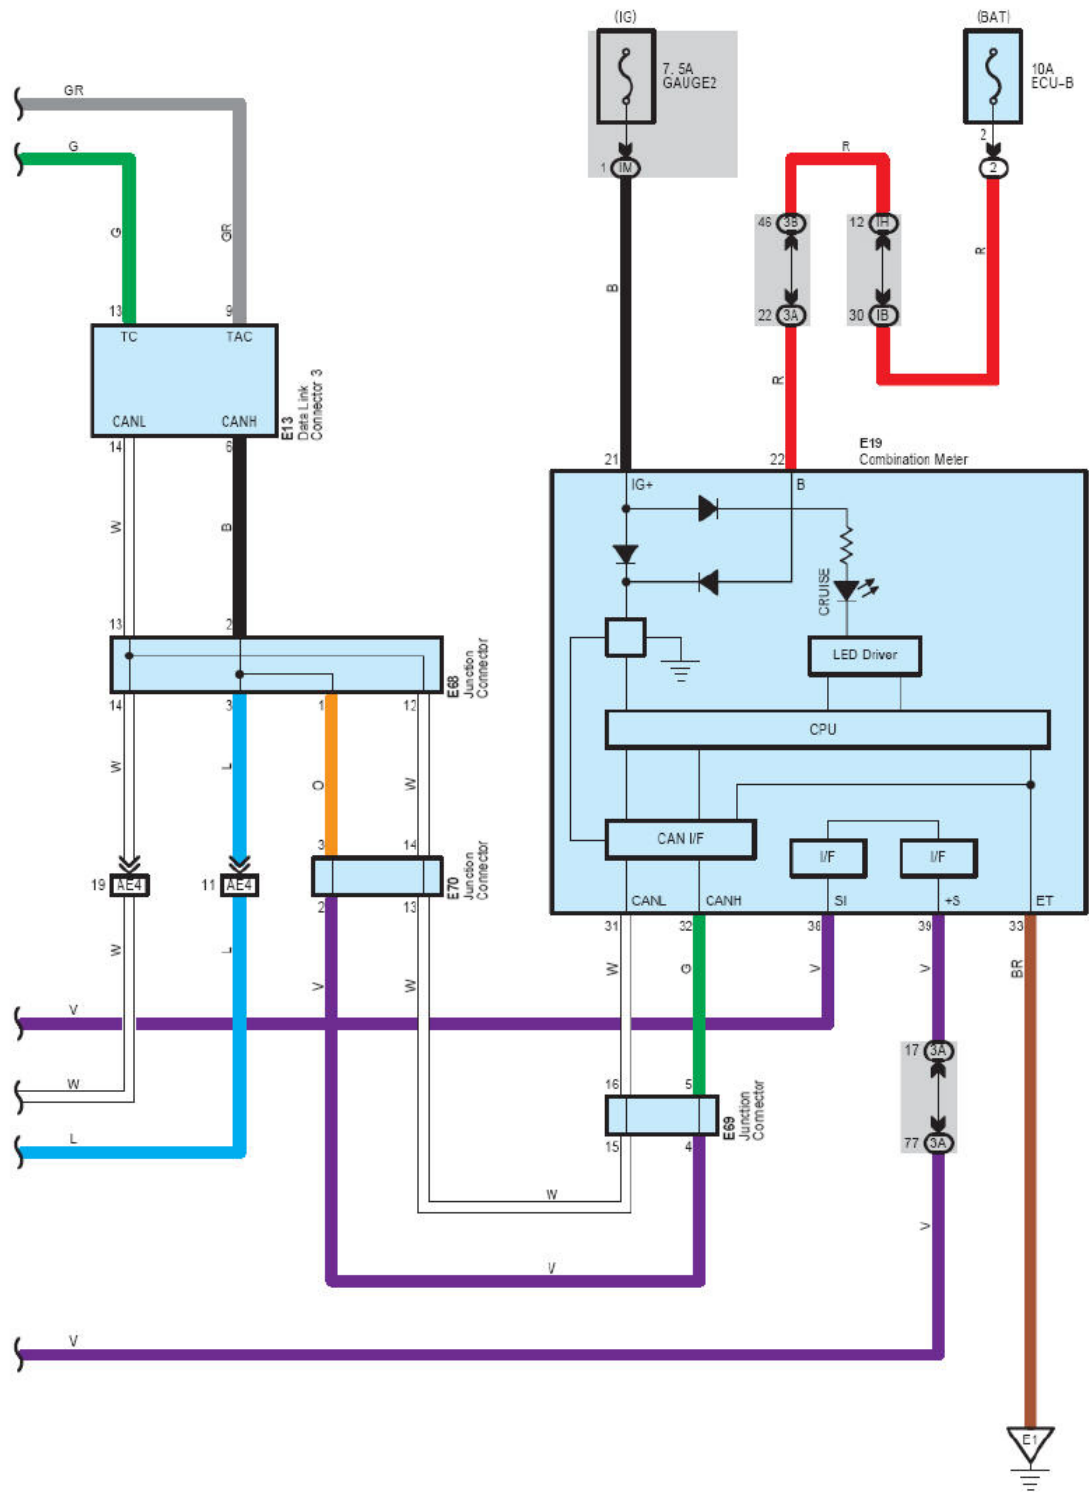 (IG)
(BAT)
7. 5A
GAUGE2
10A
ECU-B
GR
G
1 IM
2
2
R
46 3B
12 IH
G
GR
R
B
22 3A
30 IB
13
9
TC
TAC
R
E13
Data Link
Connector 3
CANL
CANH
14
6
E19
Combination Meter
21
22
IG+
B
W
B
CRUISE
13
2
LED Driver
E68
Junction
Connector
14
3
1
12
CPU
W
L
O
W
CAN I/F
3
14
I/F
I/F
E70
Junction
Connector
19 AE4
11 AE4
2
13
CANL
CANH
SI
+S
ET
31
32
38
39
33
W
L
V
W
W
G
V
V
BR
V
17 3A
W
16
5
E69
Junction
Connector
L
15
4
77 3A
W
V
V
V
E1